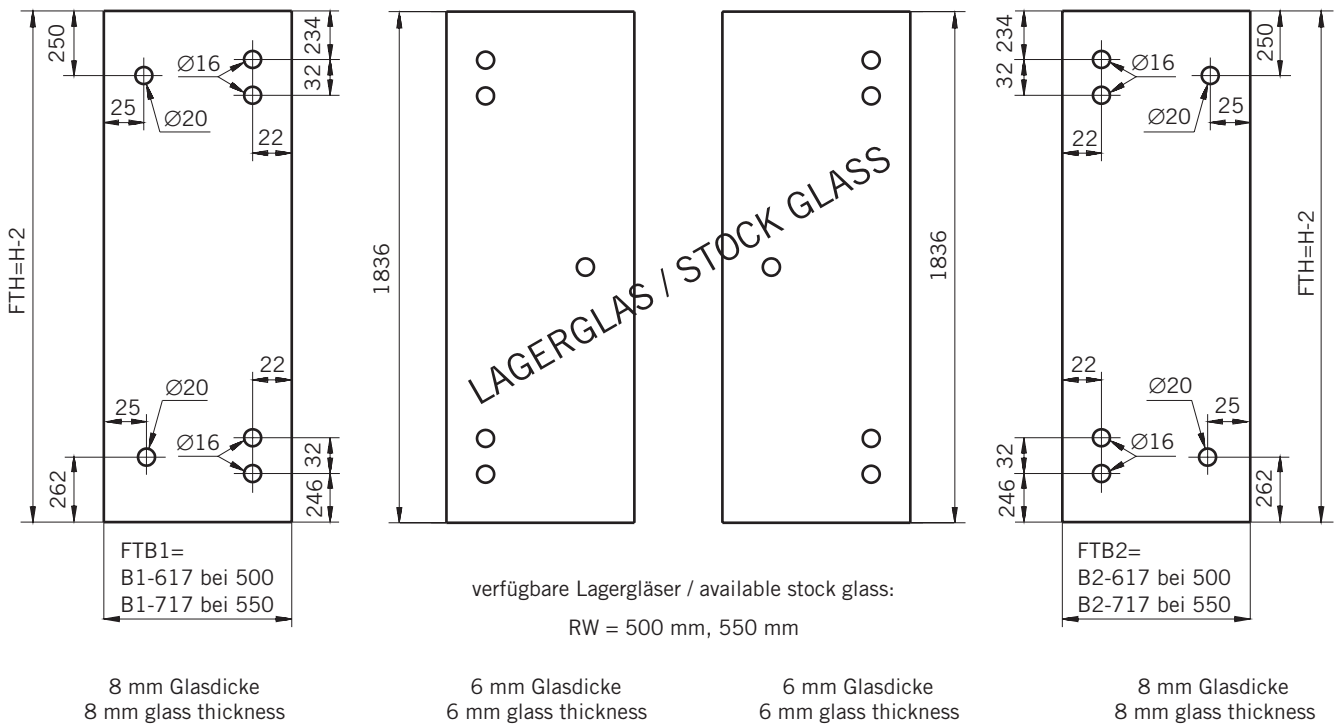 250
Ø16
234
32
25
Ø20
22
FTH=H-2
22
Ø20
25
Ø16
32
262
246
FTB1=
B1-617 bei 500
B1-717 bei 550
8 mm Glasdicke
8 mm glass thickness
1836
LAGERGLAS / STOCK GLASS
1836
verfügbare Lagergläser / available stock glass:
RW = 500 mm, 550 mm
6 mm Glasdicke
6 mm glass thickness
6 mm Glasdicke
6 mm glass thickness
234
Ø16
250
32
25
Ø20
22
FTH=H-2
22
Ø20
25
Ø16
32
246
262
FTB2=
B2-617 bei 500
B2-717 bei 550
8 mm Glasdicke
8 mm glass thickness